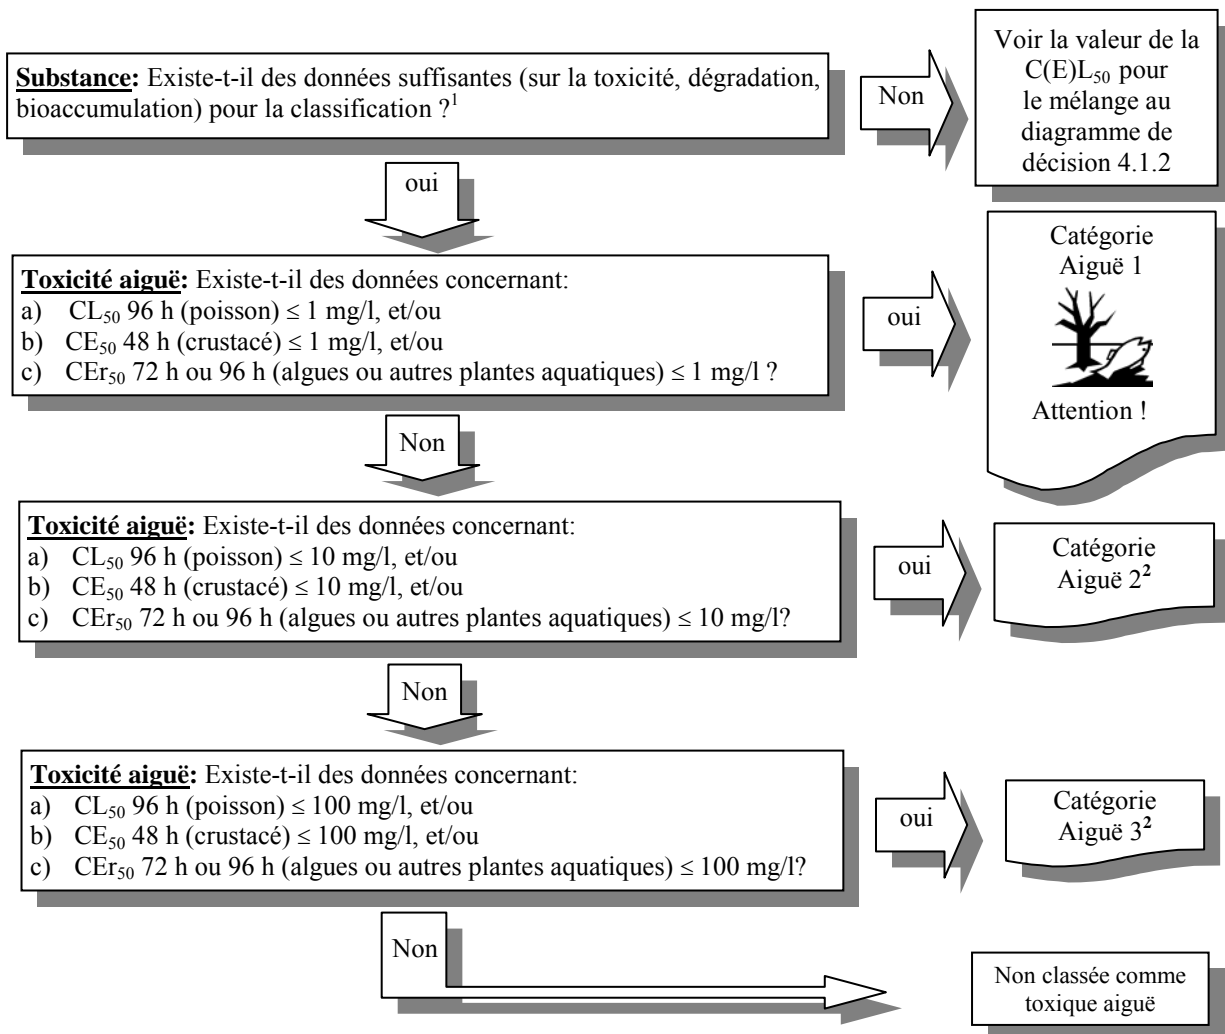 Substance: Existe-t-il des données suffisantes (sur la toxicité, dégradation,
bioaccumulation) pour la classification ?¹
Non
Voir la valeur de la
C(E)L₅₀ pour
le mélange au
diagramme de
décision 4.1.2
oui
Toxicité aiguë: Existe-t-il des données concernant:
a) CL₅₀ 96 h (poisson) ≤ 1 mg/l, et/ou
b) CE₅₀ 48 h (crustacé) ≤ 1 mg/l, et/ou
c) CEr₅₀ 72 h ou 96 h (algues ou autres plantes aquatiques) ≤ 1 mg/l ?
oui
Catégorie
Aiguë 1
Attention !
Non
Toxicité aiguë: Existe-t-il des données concernant:
a) CL₅₀ 96 h (poisson) ≤ 10 mg/l, et/ou
b) CE₅₀ 48 h (crustacé) ≤ 10 mg/l, et/ou
c) CEr₅₀ 72 h ou 96 h (algues ou autres plantes aquatiques) ≤ 10 mg/l?
oui
Catégorie
Aiguë 2²
Non
Toxicité aiguë: Existe-t-il des données concernant:
a) CL₅₀ 96 h (poisson) ≤ 100 mg/l, et/ou
b) CE₅₀ 48 h (crustacé) ≤ 100 mg/l, et/ou
c) CEr₅₀ 72 h ou 96 h (algues ou autres plantes aquatiques) ≤ 100 mg/l?
oui
Catégorie
Aiguë 3²
Non
Non classée comme
toxique aiguë